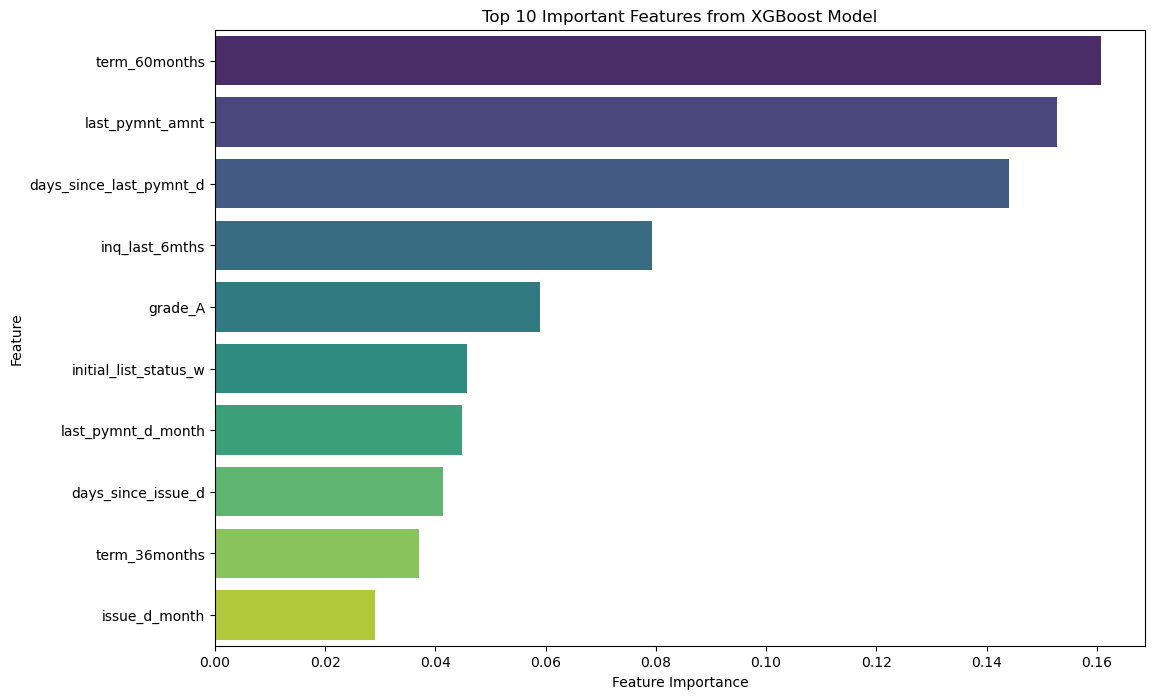 Top 10 Important Features from XGBoost Model
Feature
term_60months
last_pymnt_amnt
days_since_last_pymnt_d
inq_last_6mths
grade_A
initial_list_status_w
last_pymnt_d_month
days_since_issue_d
term_36months
issue_d_month
0.00 0.02 0.04 0.06 0.08 0.10 0.12 0.14 0.16
Feature Importance